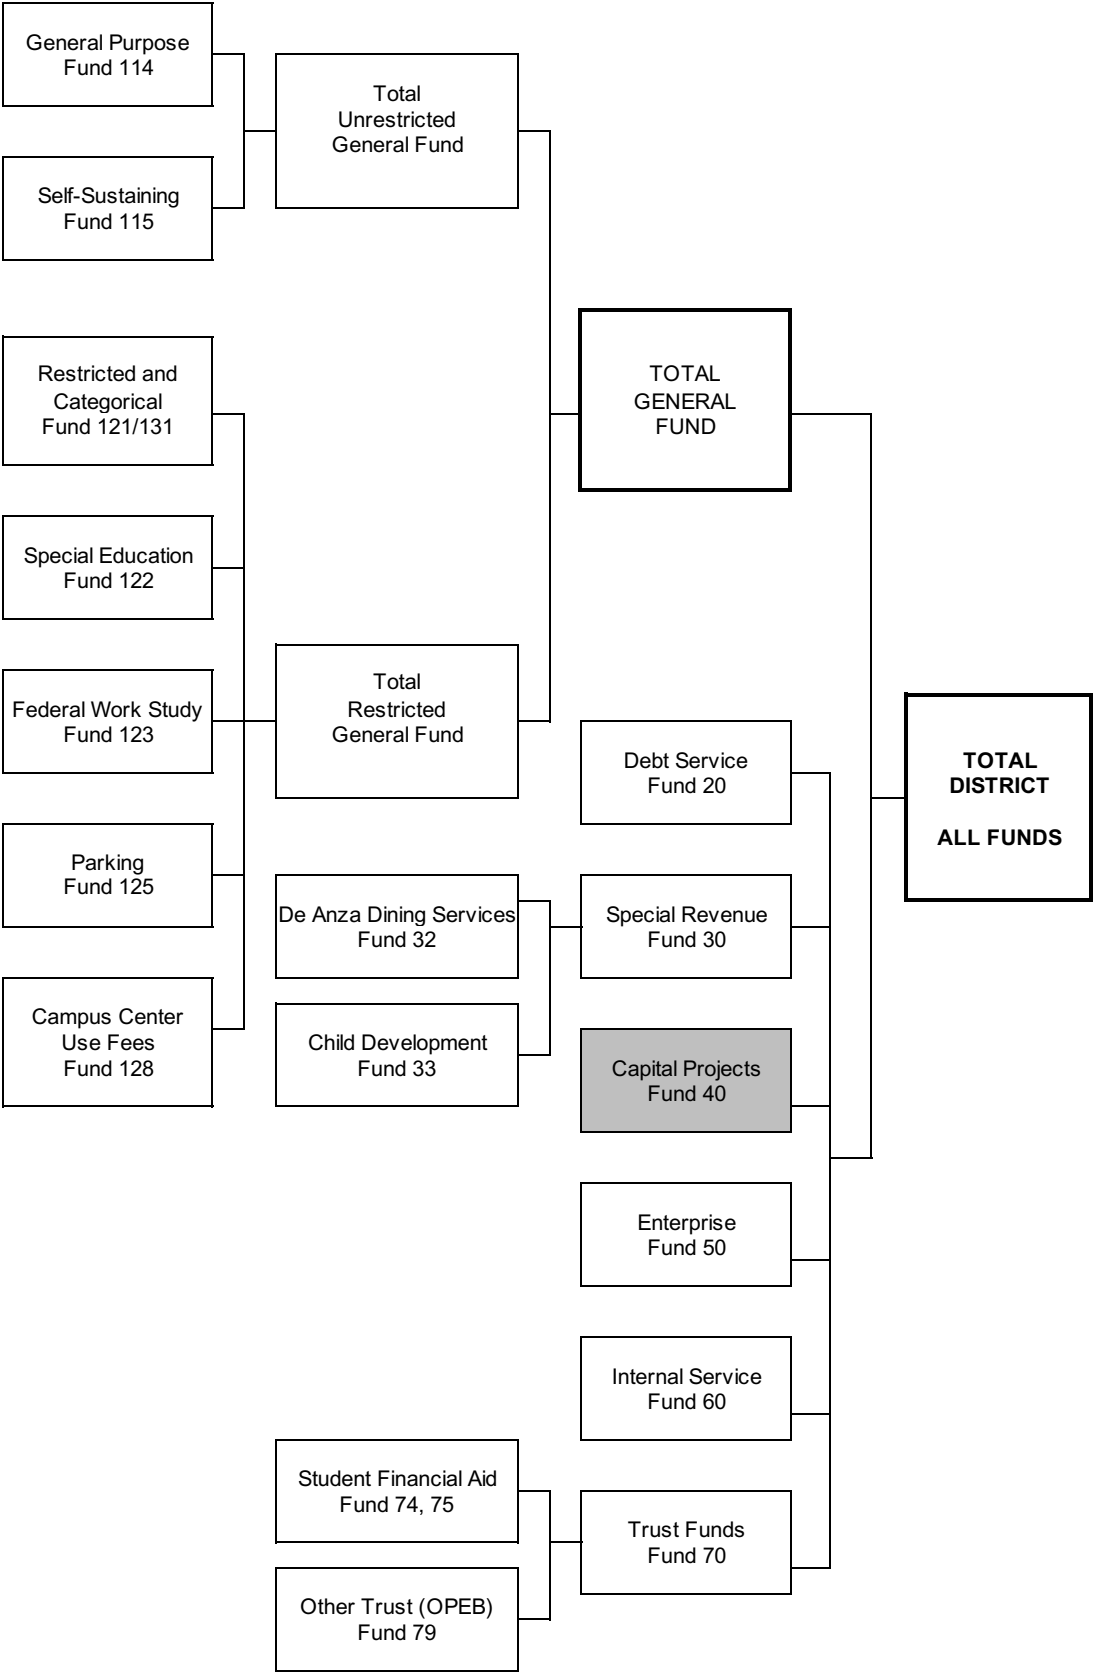 General Purpose
Fund 114
Total
Unrestricted
General Fund
Self-Sustaining
Fund 115
Restricted and
Categorical
Fund 121/131
TOTAL
GENERAL
FUND
Special Education
Fund 122
Federal Work Study
Fund 123
Total
Restricted
General Fund
Debt Service
Fund 20
TOTAL
DISTRICT
ALL FUNDS
Parking
Fund 125
De Anza Dining Services
Fund 32
Special Revenue
Fund 30
Campus Center
Use Fees
Fund 128
Child Development
Fund 33
Capital Projects
Fund 40
Enterprise
Fund 50
Internal Service
Fund 60
Student Financial Aid
Fund 74, 75
Trust Funds
Fund 70
Other Trust (OPEB)
Fund 79